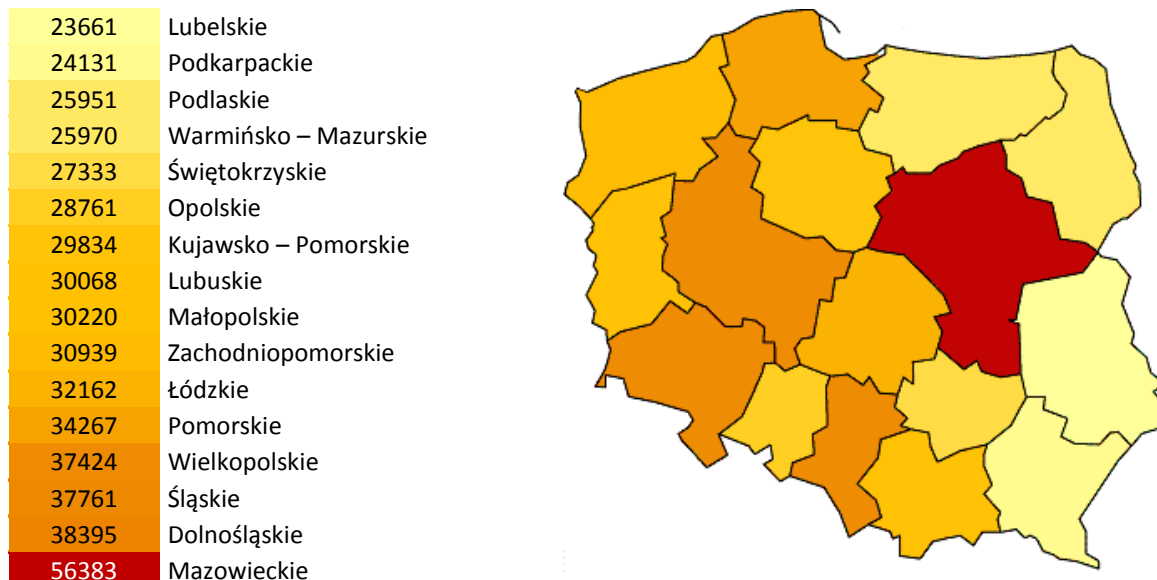 23661 Lubelskie
24131 Podkarpackie
25951 Podlaskie
25970 Warmińsko – Mazurskie
27333 Świętokrzyskie
28761 Opolskie
29834 Kujawsko – Pomorskie
30068 Lubuskie
30220 Małopolskie
30939 Zachodniopomorskie
32162 Łódzkie
34267 Pomorskie
37424 Wielkopolskie
37761 Śląskie
38395 Dolnośląskie
56383 Mazowieckie